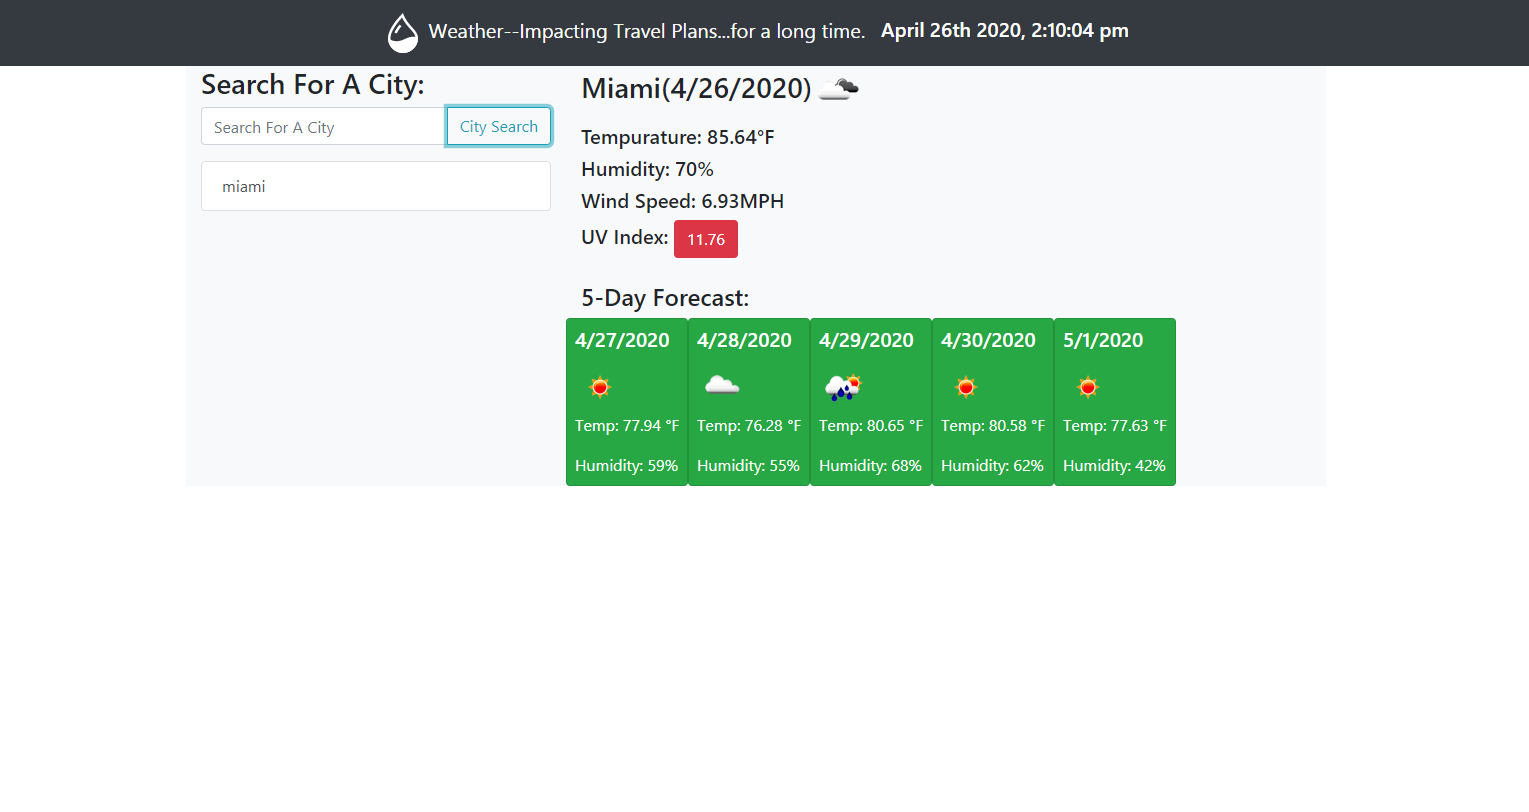 Weather--Impacting Travel Plans...for a long time. April 26th 2020, 2:10:04 pm
Search For A City:
Search For A City City Search
miami
Miami(4/26/2020)
Tempurature: 85.64°F
Humidity: 70%
Wind Speed: 6.93MPH
UV Index: 11.76
5-Day Forecast:
4/27/2020
Temp: 77.94 °F
Humidity: 59%
4/28/2020
Temp: 76.28 °F
Humidity: 55%
4/29/2020
Temp: 80.65 °F
Humidity: 68%
4/30/2020
Temp: 80.58 °F
Humidity: 62%
5/1/2020
Temp: 77.63 °F
Humidity: 42%